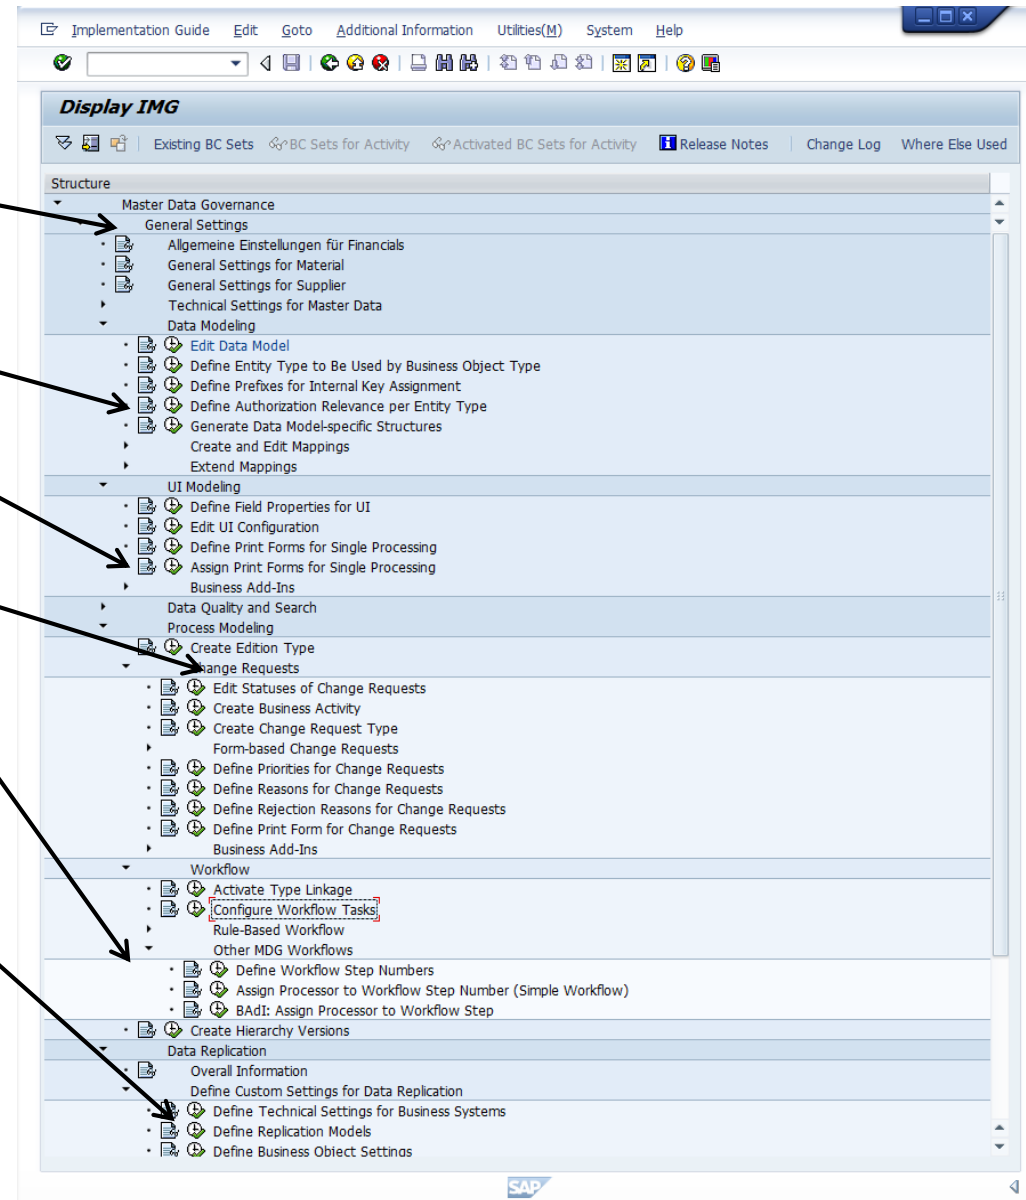 Implementation Guide Edit Goto Additional Information Utilities(M) System Help
Display IMG
Existing BC Sets BC Sets for Activity Activated BC Sets for Activity Release Notes Change Log Where Else Used
Structure
Master Data Governance
General Settings
Allgemeine Einstellungen für Financials
General Settings for Material
General Settings for Supplier
Technical Settings for Master Data
Data Modeling
Edit Data Model
Define Entity Type to Be Used by Business Object Type
Define Prefixes for Internal Key Assignment
Define Authorization Relevance per Entity Type
Generate Data Model-specific Structures
Create and Edit Mappings
Extend Mappings
UI Modeling
Define Field Properties for UI
Edit UI Configuration
Define Print Forms for Single Processing
Assign Print Forms for Single Processing
Business Add-Ins
Data Quality and Search
Process Modeling
Create Edition Type
Change Requests
Edit Statuses of Change Requests
Create Business Activity
Create Change Request Type
Form-based Change Requests
Define Priorities for Change Requests
Define Reasons for Change Requests
Define Rejection Reasons for Change Requests
Define Print Form for Change Requests
Business Add-Ins
Workflow
Activate Type Linkage
Configure Workflow Tasks
Rule-Based Workflow
Other MDG Workflows
Define Workflow Step Numbers
Assign Processor to Workflow Step Number (Simple Workflow)
BAdI: Assign Processor to Workflow Step
Create Hierarchy Versions
Data Replication
Overall Information
Define Custom Settings for Data Replication
Define Technical Settings for Business Systems
Define Replication Models
Define Business Object Settings
SAP